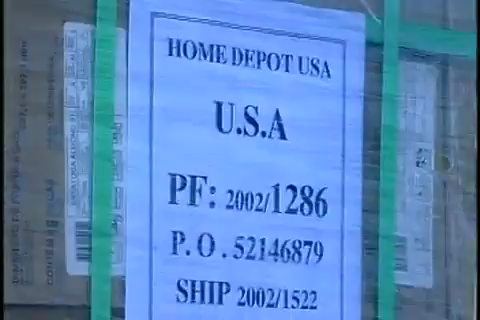 HOME DEPOT USA
U.S.A
PF: 2002/1286
P.O. 52146879
SHIP 2002/1522